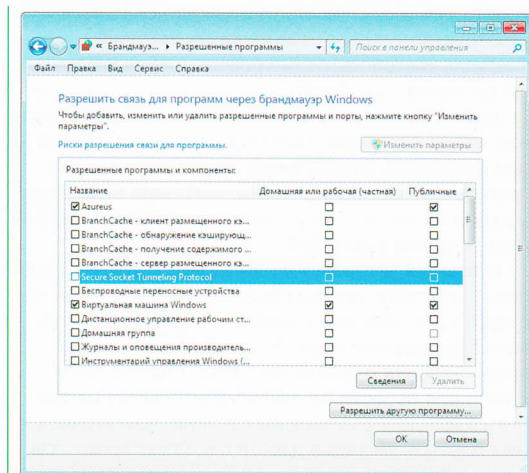 « Брандмауэ... ▸ Разрешенные программы
Поиск в панели управления
Файл Правка Вид Сервис Справка
Разрешить связь для программ через брандмауэр Windows
Чтобы добавить, изменить или удалить разрешенные программы и порты, нажмите кнопку "Изменить
параметры".
Риски разрешения связи для программы.
Изменить параметры
Разрешенные программы и компоненты:
Название Домашняя или рабочая (частная) Публичные
Azureus
BranchCache - клиент размещенного кэ...
BranchCache - обнаружение кэширующ...
BranchCache - получение содержимого ...
BranchCache - сервер размещенного кэ...
Secure Socket Tunneling Protocol
Беспроводные переносные устройства
Виртуальная машина Windows
Дистанционное управление рабочим ст...
Домашняя группа
Журналы и оповещения производитель...
Инструментарий управления Windows (...
Сведения Удалить
Разрешить другую программу...
OK Отмена